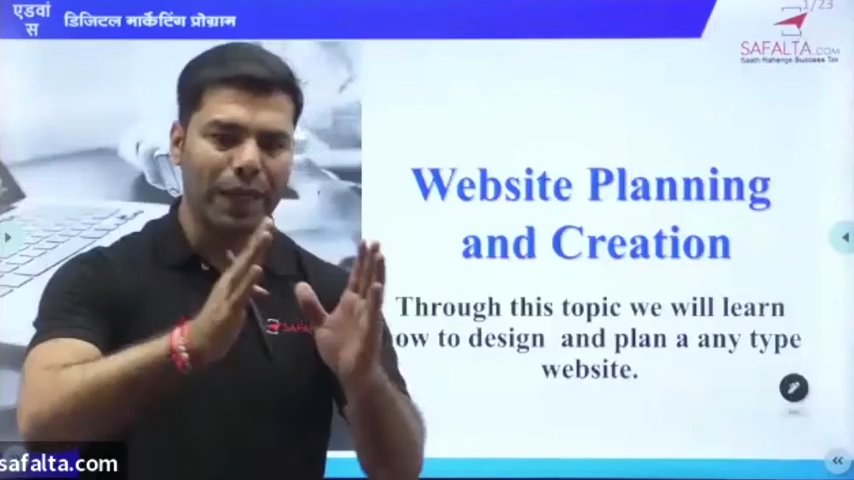 एडवां
स
डिजिटल मार्केटिंग प्रोग्राम
1/23
SAFALTA.COM
Saath Rahenge Success Tak
Website Planning
and Creation
Through this topic we will learn
ow to design and plan a any type
website.
SAFAL
safalta.com